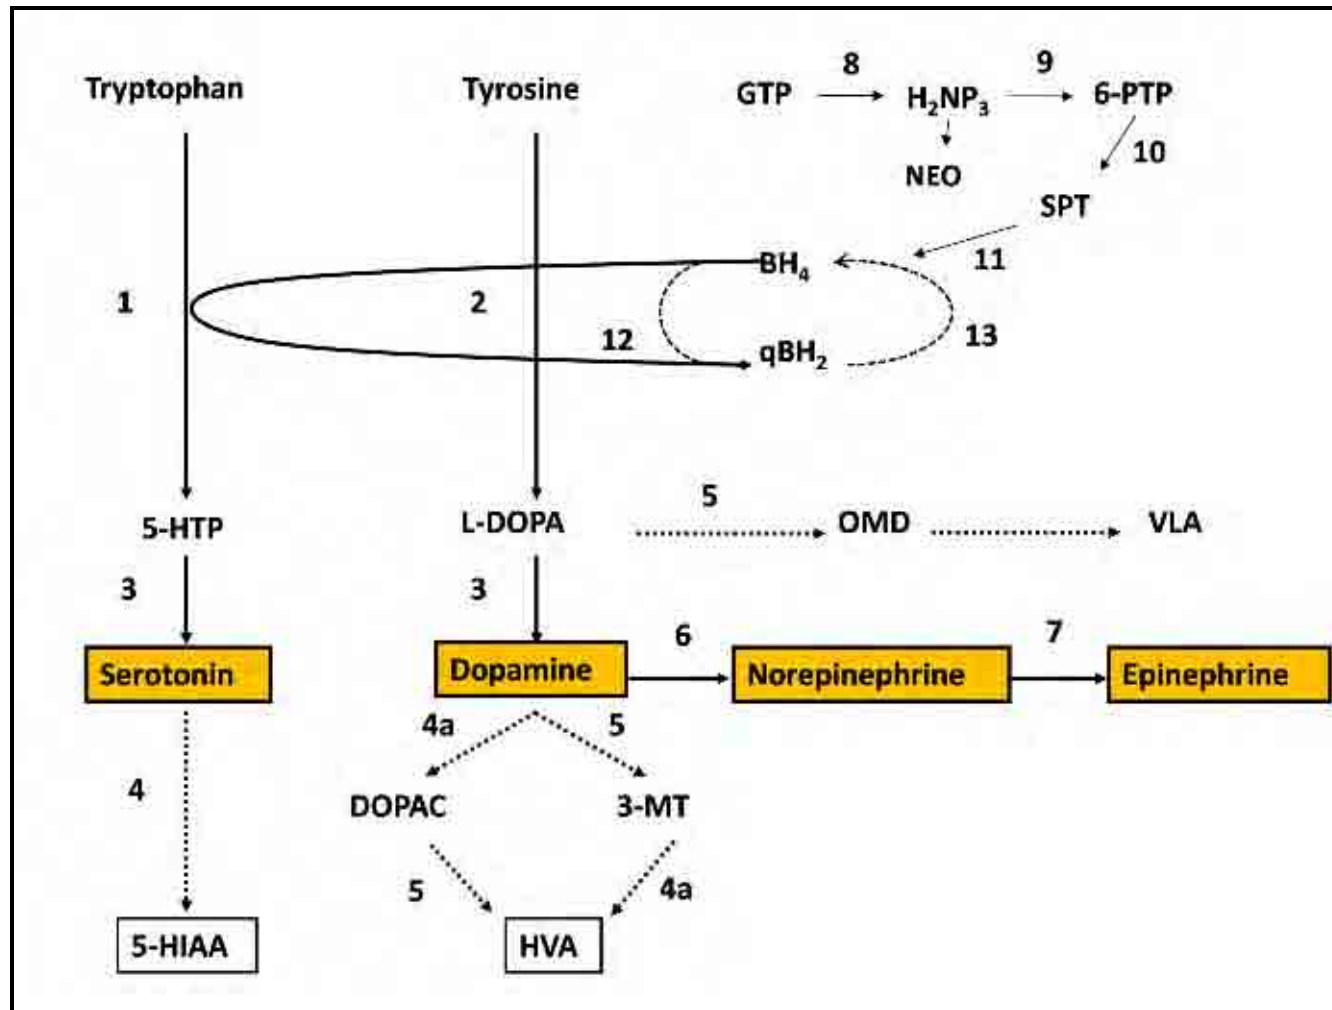 8 9
Tryptophan Tyrosine GTP H₂NP₃ 6-PTP
10
NEO
SPT
BH₄ 11
1 2
12 13
qBH₂
5
5-HTP L-DOPA OMD VLA
3 3
6 7
Serotonin Dopamine Norepinephrine Epinephrine
4a 5
4
DOPAC 3-MT
5 4a
5-HIAA HVA